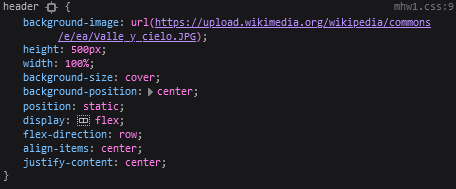 header { mhw1.css:9
background-image: url(https://upload.wikimedia.org/wikipedia/commons
/e/ea/Valle_y_cielo.JPG);
height: 500px;
width: 100%;
background-size: cover;
background-position: center;
position: static;
display: flex;
flex-direction: row;
align-items: center;
justify-content: center;
}